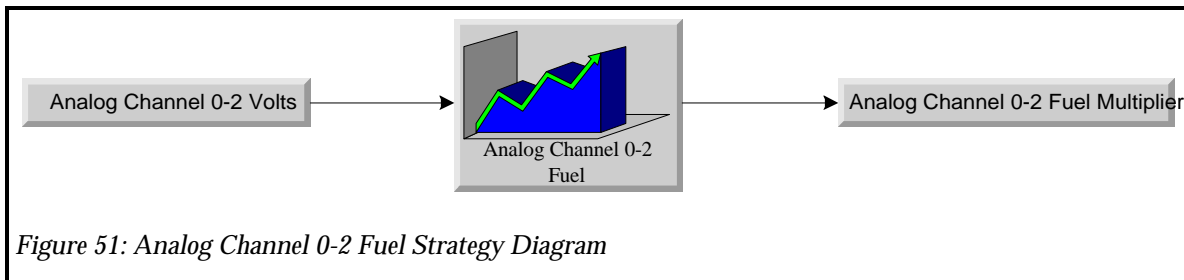 Analog Channel 0-2 Volts
Analog Channel 0-2
Fuel
Analog Channel 0-2 Fuel Multiplier
Figure 51: Analog Channel 0-2 Fuel Strategy Diagram